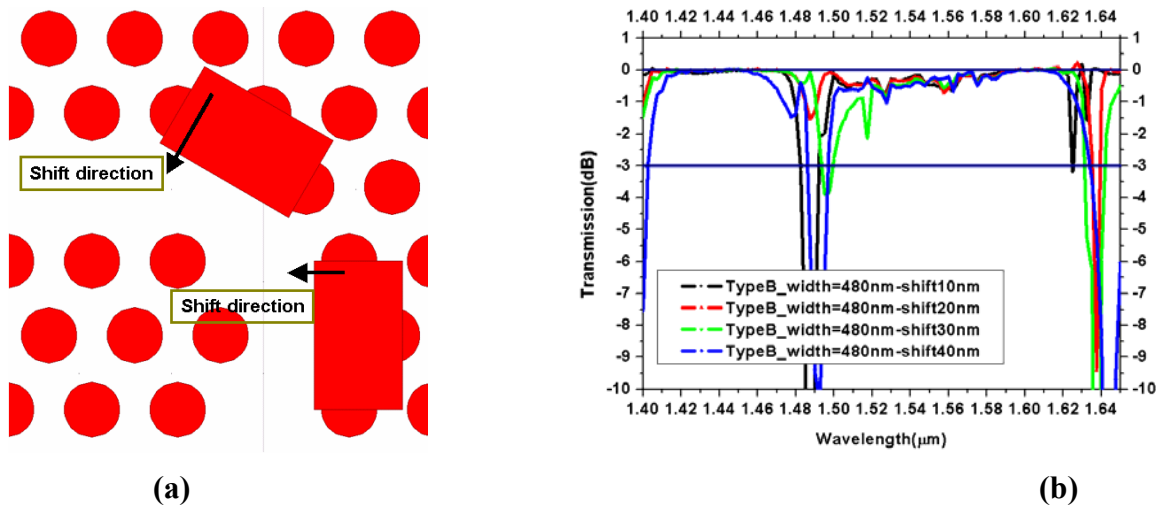 Shift direction
Shift direction
(a)
1.40 1.42 1.44 1.46 1.48 1.50 1.52 1.54 1.56 1.58 1.60 1.62 1.64
1
0
-1
-2
-3
-4
-5
-6
-7
-8
-9
-10
Transmission(dB)
TypeB_width=480nm-shift10nm
TypeB_width=480nm-shift20nm
TypeB_width=480nm-shift30nm
TypeB_width=480nm-shift40nm
1
0
-1
-2
-3
-4
-5
-6
-7
-8
-9
-10
1.40 1.42 1.44 1.46 1.48 1.50 1.52 1.54 1.56 1.58 1.60 1.62 1.64
Wavelength(μm)
(b)